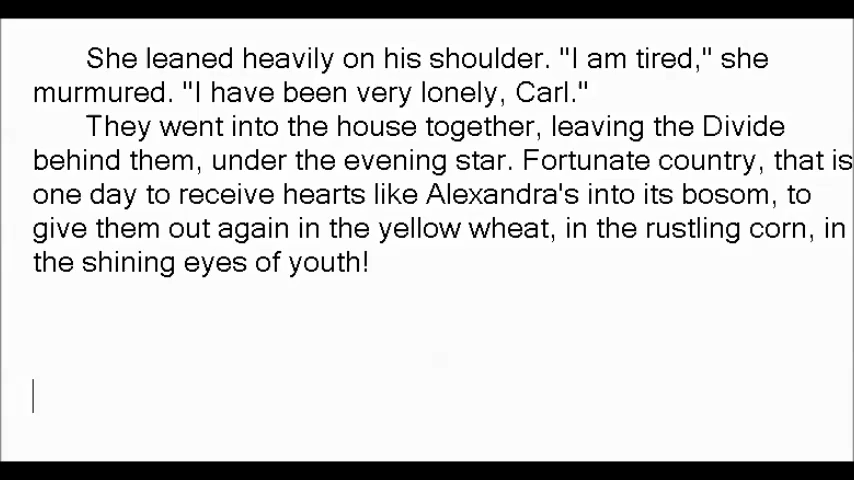 She leaned heavily on his shoulder. "I am tired," she
murmured. "I have been very lonely, Carl."
They went into the house together, leaving the Divide
behind them, under the evening star. Fortunate country, that is
one day to receive hearts like Alexandra's into its bosom, to
give them out again in the yellow wheat, in the rustling corn, in
the shining eyes of youth!